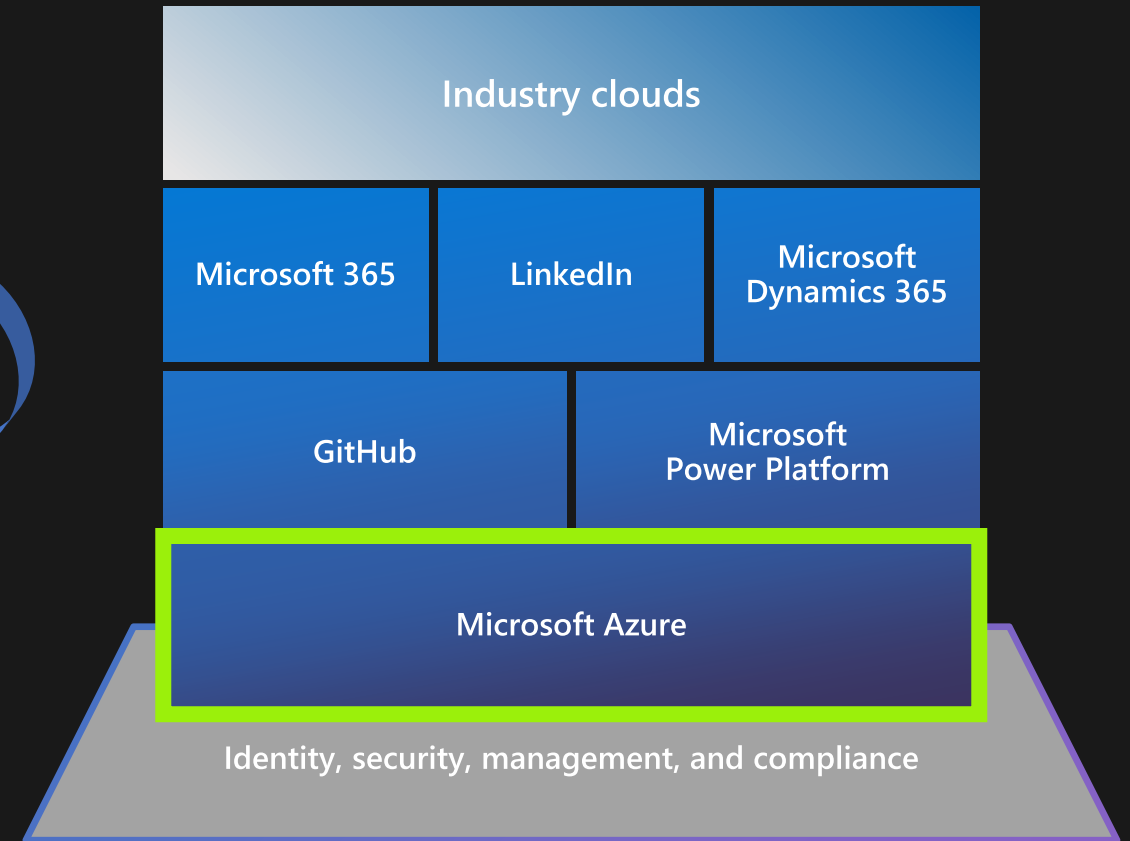 Industry clouds
Microsoft 365
LinkedIn
Microsoft
Dynamics 365
GitHub
Microsoft
Power Platform
Microsoft Azure
Identity, security, management, and compliance